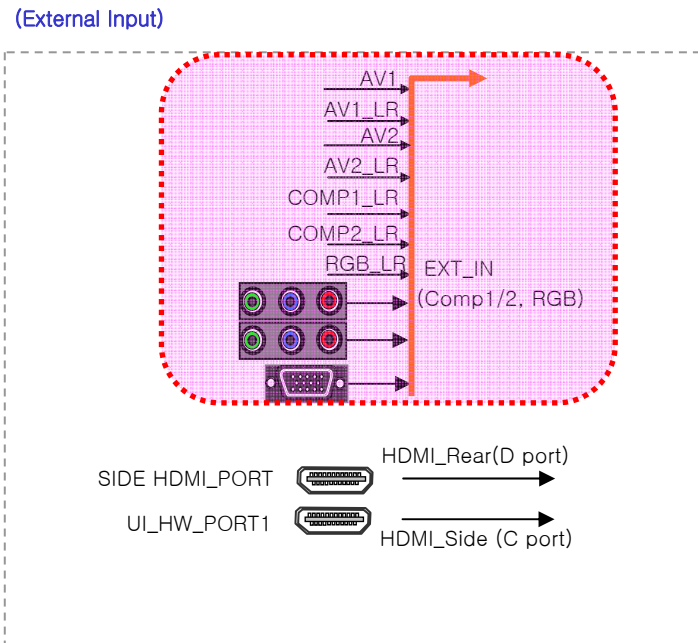 (External Input)
AV1
AV1_LR
AV2
AV2_LR
COMP1_LR
COMP2_LR
RGB_LR
EXT_IN
(Comp1/2, RGB)
HDMI_Rear(D port)
SIDE HDMI_PORT
UI_HW_PORT1
HDMI_Side (C port)